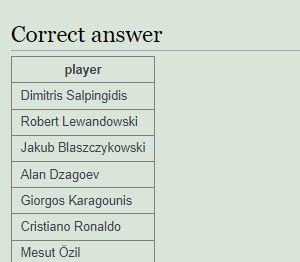 Correct answer
player
Dimitris Salpingidis
Robert Lewandowski
Jakub Blaszczykowski
Alan Dzagoev
Giorgos Karagounis
Cristiano Ronaldo
Mesut Özil